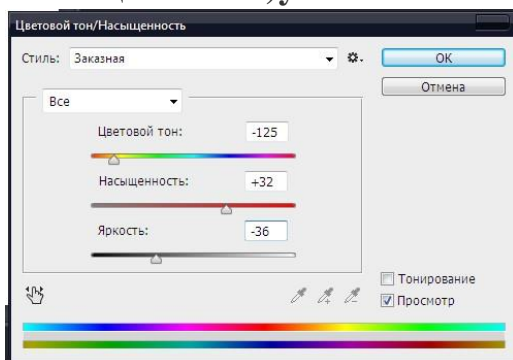 Цветовой тон/Насыщенность
Стиль: Заказная
OK
Отмена
Все
Цветовой тон: -125
Насыщенность: +32
Яркость: -36
Тонирование
Просмотр